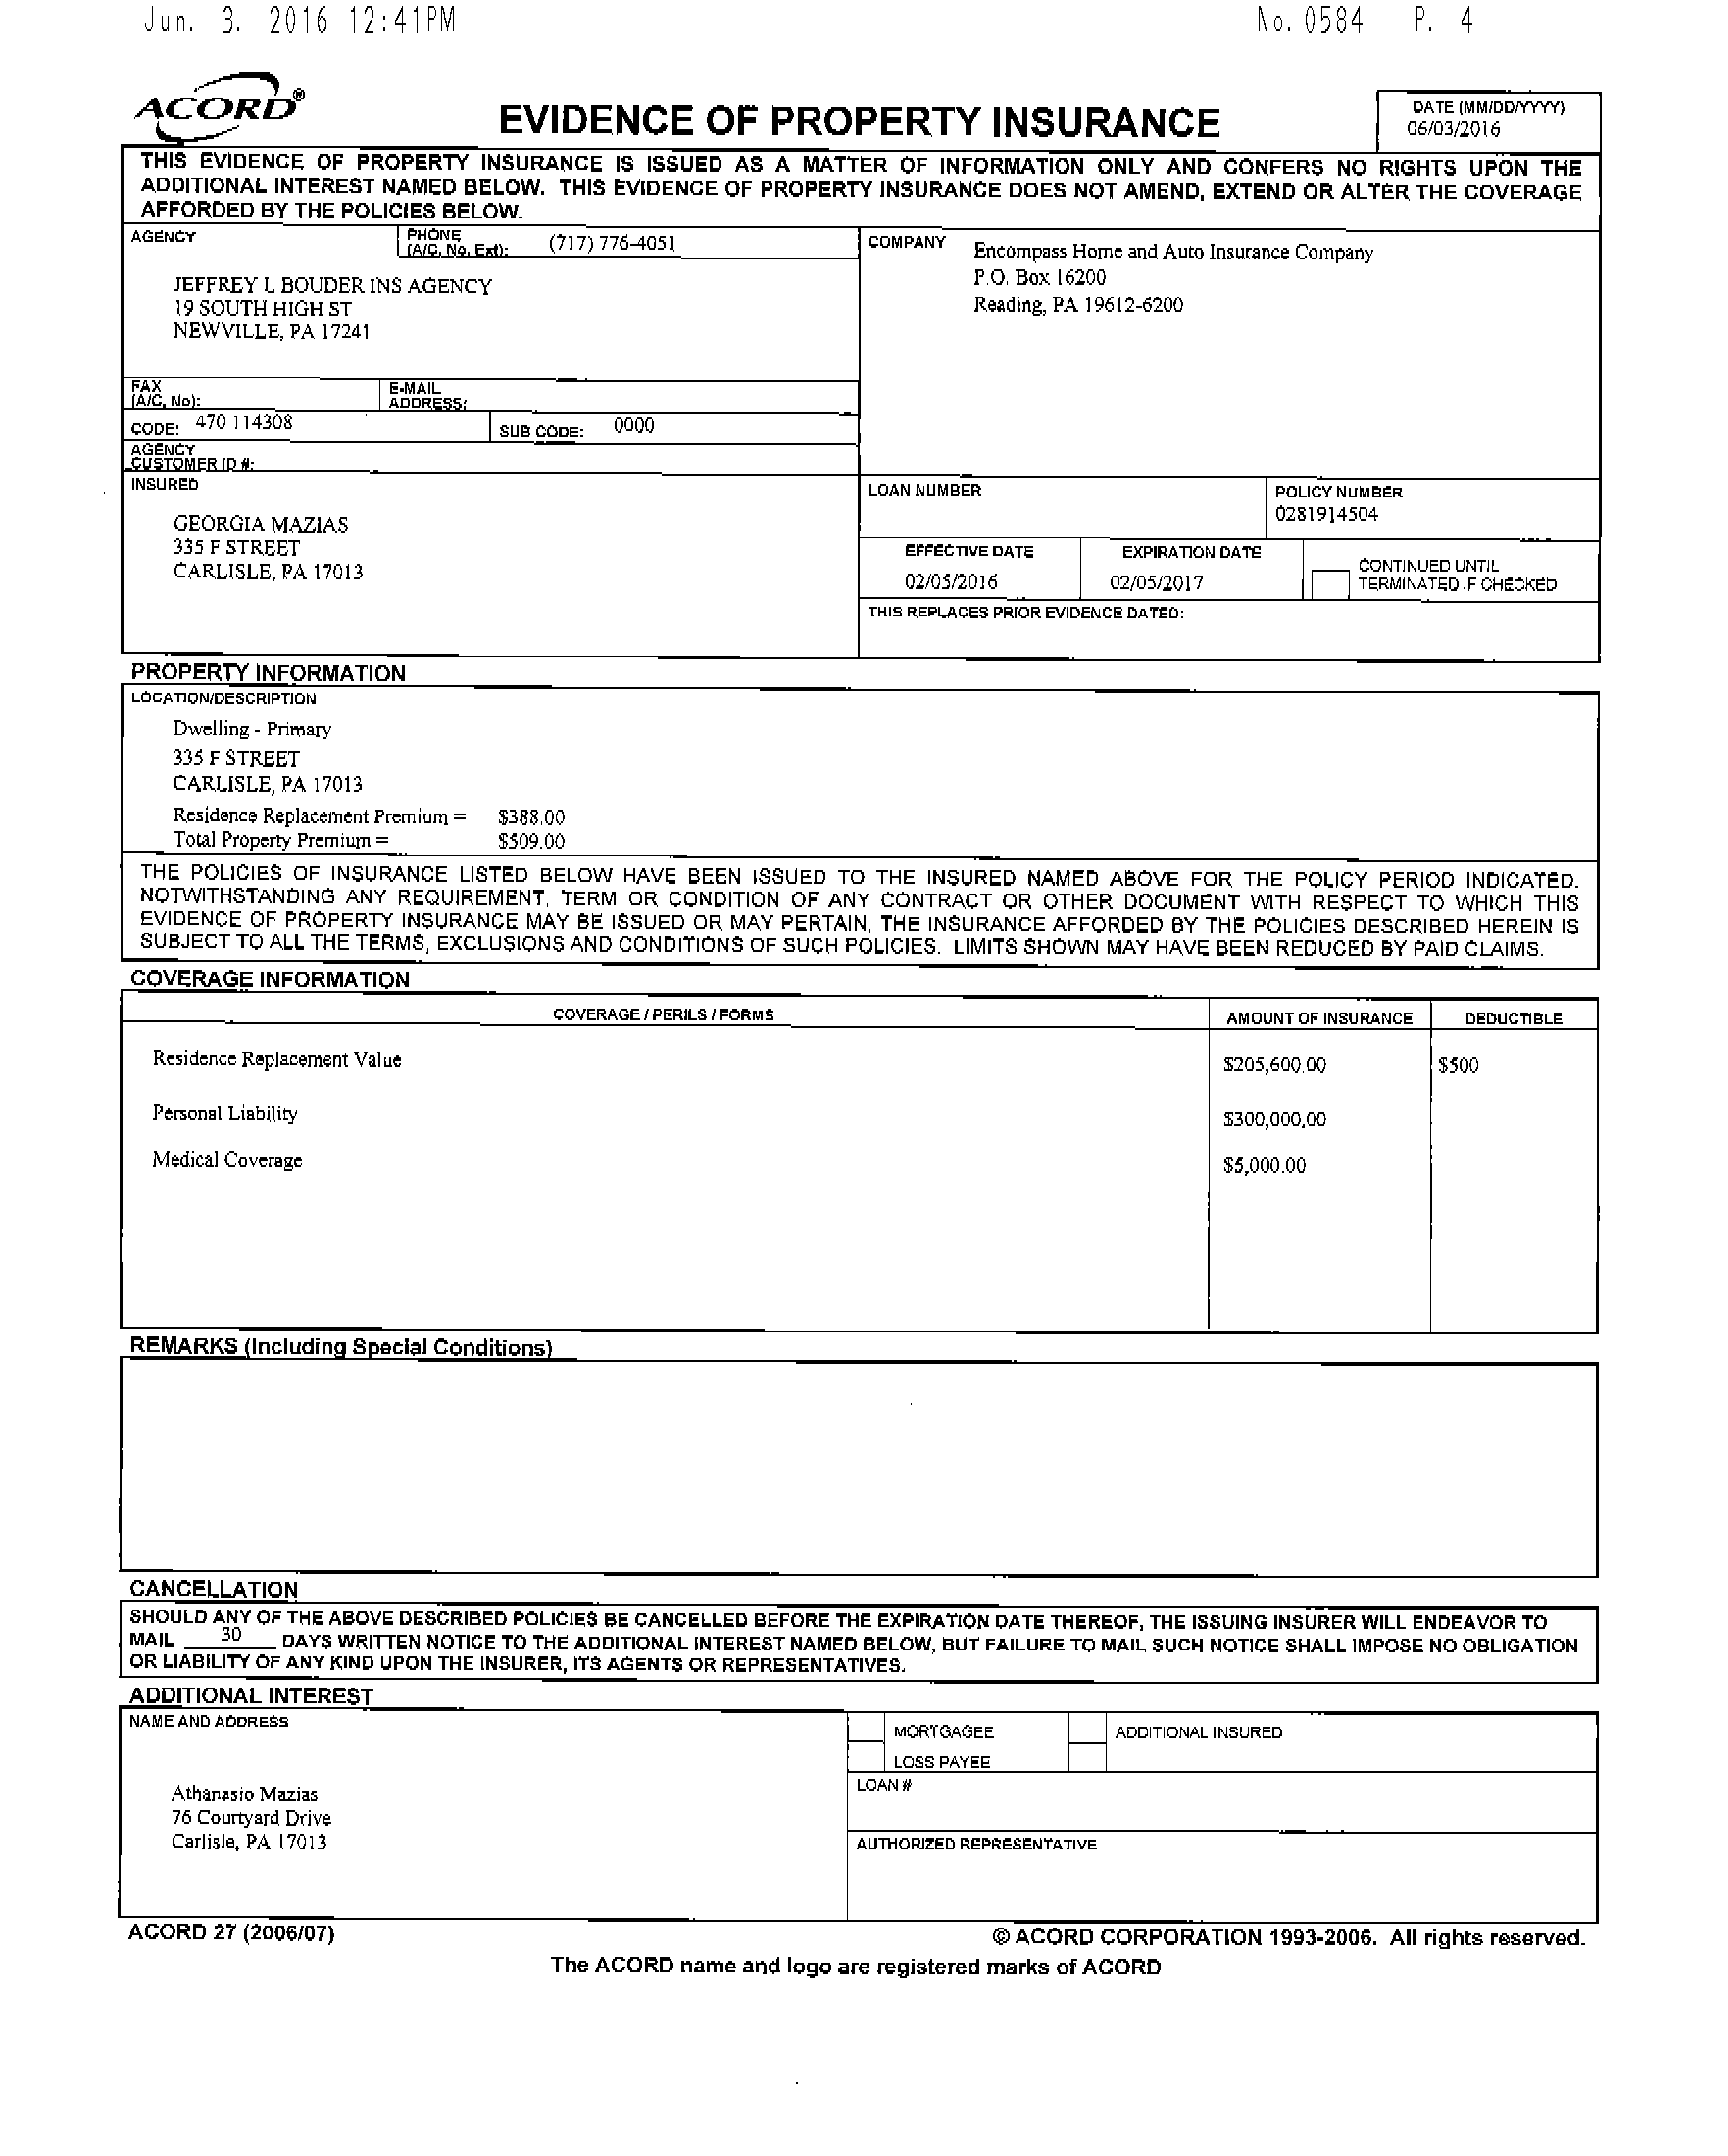 Jun. 3. 2016 12:41PM No. 0584 P. 4
ACORD®
EVIDENCE OF PROPERTY INSURANCE
DATE (MM/DD/YYYY)
06/03/2016
THIS EVIDENCE OF PROPERTY INSURANCE IS ISSUED AS A MATTER OF INFORMATION ONLY AND CONFERS NO RIGHTS UPON THE
ADDITIONAL INTEREST NAMED BELOW. THIS EVIDENCE OF PROPERTY INSURANCE DOES NOT AMEND, EXTEND OR ALTER THE COVERAGE
AFFORDED BY THE POLICIES BELOW.
AGENCY
PHONE
(A/C, No, Ext): (717) 776-4051
JEFFREY L BOUDER INS AGENCY
19 SOUTH HIGH ST
NEWVILLE, PA 17241
COMPANY
Encompass Home and Auto Insurance Company
P.O. Box 16200
Reading, PA 19612-6200
FAX
(A/C, No):
E-MAIL
ADDRESS:
CODE: 470 114308
SUB CODE: 0000
AGENCY
CUSTOMER ID #:
INSURED
GEORGIA MAZIAS
335 F STREET
CARLISLE, PA 17013
LOAN NUMBER
POLICY NUMBER
0281914504
EFFECTIVE DATE
02/05/2016
EXPIRATION DATE
02/05/2017
CONTINUED UNTIL
TERMINATED IF CHECKED
THIS REPLACES PRIOR EVIDENCE DATED:
PROPERTY INFORMATION
LOCATION/DESCRIPTION
Dwelling - Primary
335 F STREET
CARLISLE, PA 17013
Residence Replacement Premium = $388.00
Total Property Premium = $509.00
THE POLICIES OF INSURANCE LISTED BELOW HAVE BEEN ISSUED TO THE INSURED NAMED ABOVE FOR THE POLICY PERIOD INDICATED.
NOTWITHSTANDING ANY REQUIREMENT, TERM OR CONDITION OF ANY CONTRACT OR OTHER DOCUMENT WITH RESPECT TO WHICH THIS
EVIDENCE OF PROPERTY INSURANCE MAY BE ISSUED OR MAY PERTAIN, THE INSURANCE AFFORDED BY THE POLICIES DESCRIBED HEREIN IS
SUBJECT TO ALL THE TERMS, EXCLUSIONS AND CONDITIONS OF SUCH POLICIES. LIMITS SHOWN MAY HAVE BEEN REDUCED BY PAID CLAIMS.
COVERAGE INFORMATION
COVERAGE / PERILS / FORMS AMOUNT OF INSURANCE DEDUCTIBLE
Residence Replacement Value $205,600.00 $500
Personal Liability $300,000.00
Medical Coverage $5,000.00
REMARKS (Including Special Conditions)
CANCELLATION
SHOULD ANY OF THE ABOVE DESCRIBED POLICIES BE CANCELLED BEFORE THE EXPIRATION DATE THEREOF, THE ISSUING INSURER WILL ENDEAVOR TO
MAIL 30 DAYS WRITTEN NOTICE TO THE ADDITIONAL INTEREST NAMED BELOW, BUT FAILURE TO MAIL SUCH NOTICE SHALL IMPOSE NO OBLIGATION
OR LIABILITY OF ANY KIND UPON THE INSURER, ITS AGENTS OR REPRESENTATIVES.
ADDITIONAL INTEREST
NAME AND ADDRESS
Athanasio Mazias
76 Courtyard Drive
Carlisle, PA 17013
MORTGAGEE ADDITIONAL INSURED
LOSS PAYEE
LOAN #
AUTHORIZED REPRESENTATIVE
ACORD 27 (2006/07) © ACORD CORPORATION 1993-2006. All rights reserved.
The ACORD name and logo are registered marks of ACORD